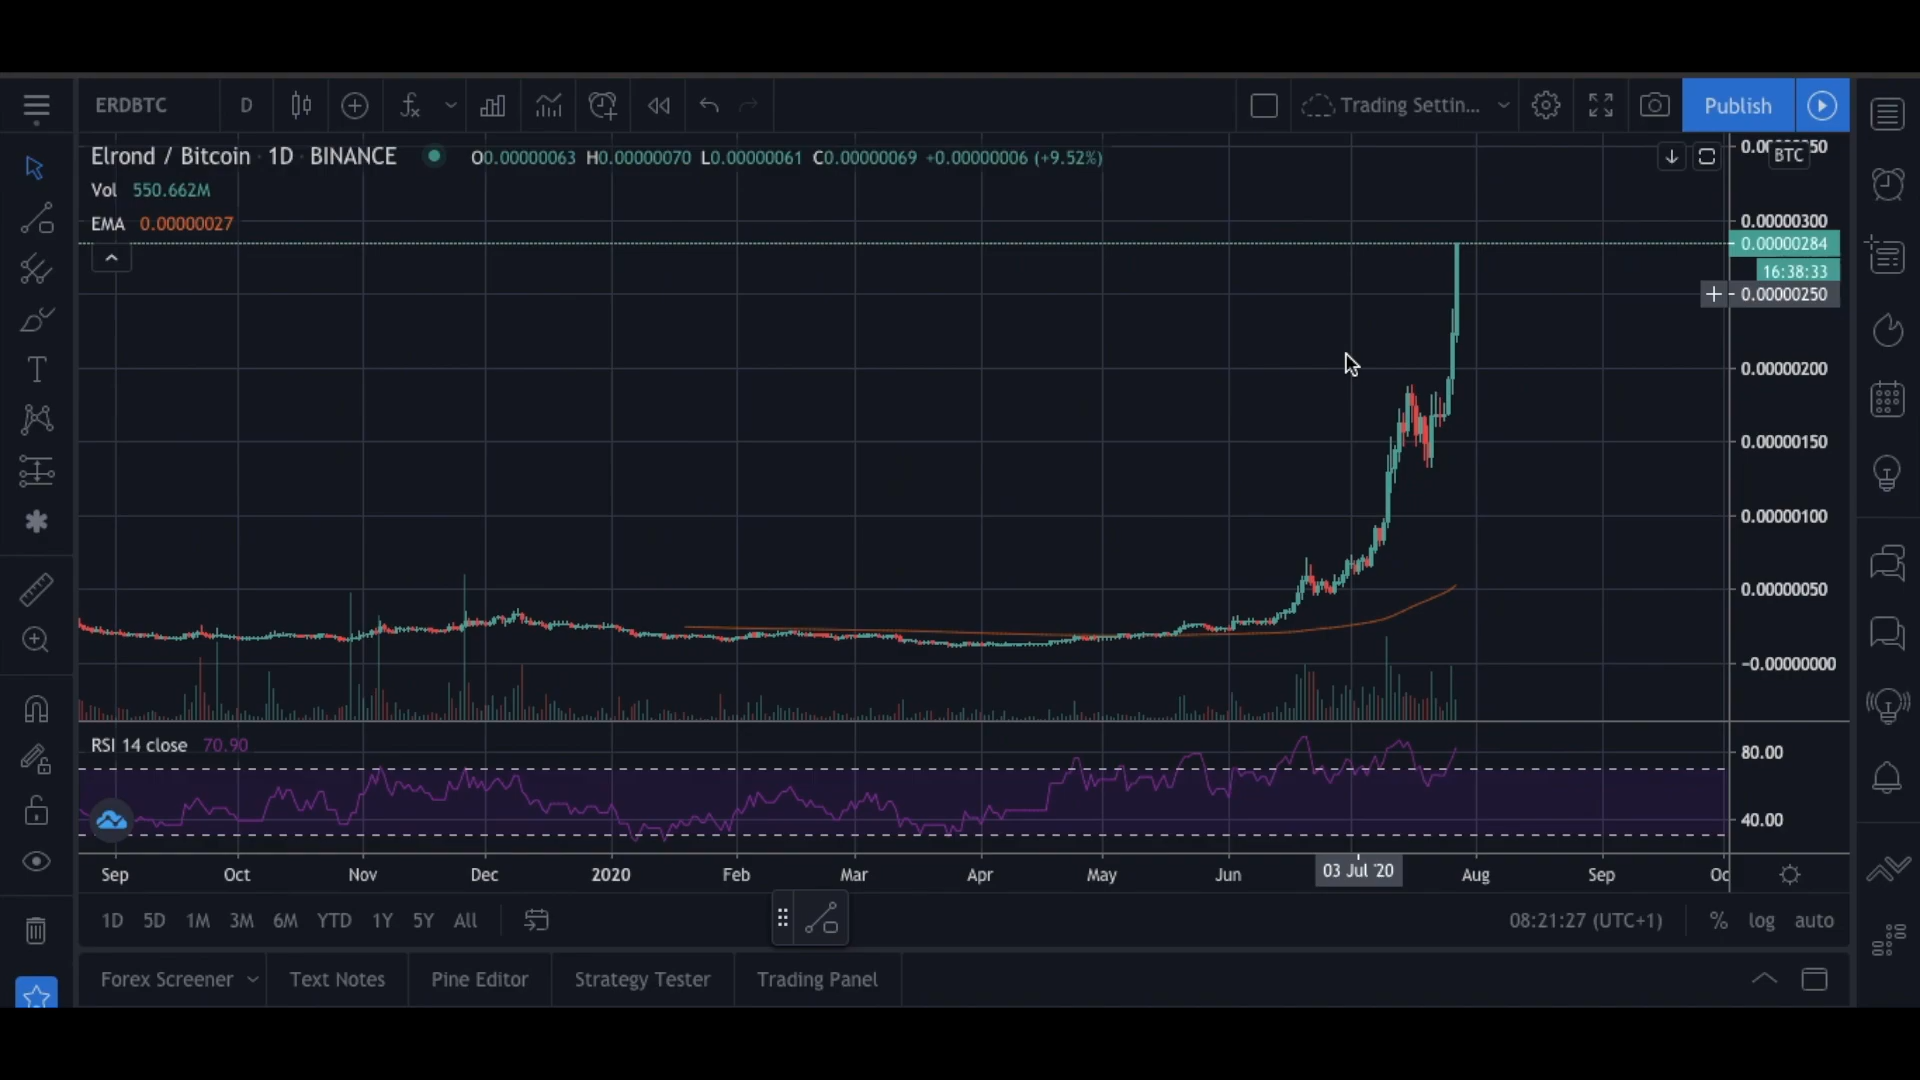 ERDBTC D Trading Settin... Publish
Elrond / Bitcoin · 1D · BINANCE O0.00000063 H0.00000070 L0.00000061 C0.00000069 +0.00000006 (+9.52%)
Vol 550.662M
EMA 0.00000027
BTC
0.00000300
0.00000284
16:38:33
0.00000250
0.00000200
0.00000150
0.00000100
0.00000050
−0.00000000
RSI 14 close 70.90
80.00
40.00
Sep Oct Nov Dec 2020 Feb Mar Apr May Jun 03 Jul '20 Aug Sep
1D 5D 1M 3M 6M YTD 1Y 5Y All 08:21:27 (UTC+1) % log auto
Forex Screener Text Notes Pine Editor Strategy Tester Trading Panel